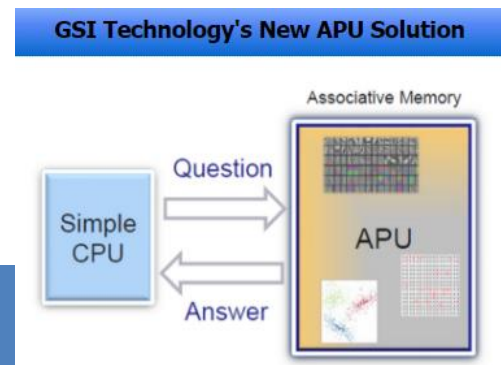 GSI Technology's New APU Solution
Associative Memory
Question
Simple
CPU
APU
Answer